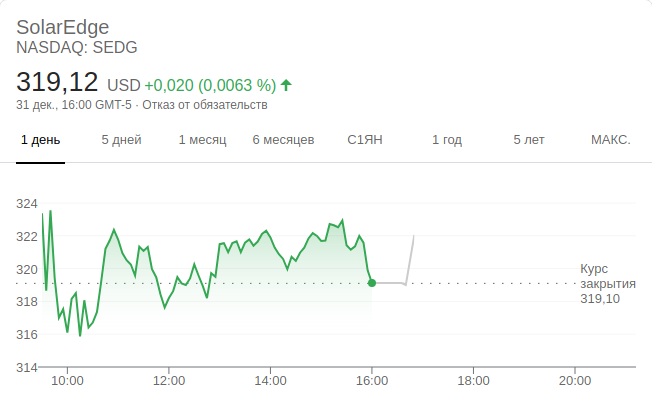 SolarEdge
NASDAQ: SEDG
319,12 USD +0,020 (0,0063 %)
31 дек., 16:00 GMT-5 · Отказ от обязательств
1 день 5 дней 1 месяц 6 месяцев С1ЯН 1 год 5 лет МАКС.
324
322
320
318
316
314
Курс
закрытия
319,10
10:00 12:00 14:00 16:00 18:00 20:00